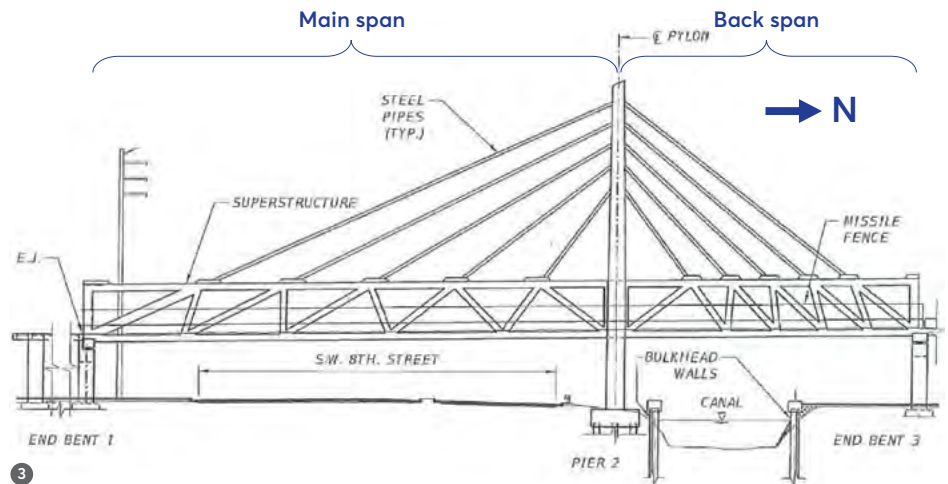 Main span
Back span
℄ PYLON
N
STEEL
PIPES
(TYP.)
SUPERSTRUCTURE
MISSILE
FENCE
E.J.
S.W. 8TH. STREET
BULKHEAD
WALLS
CANAL
END BENT 1
PIER 2
END BENT 3
3